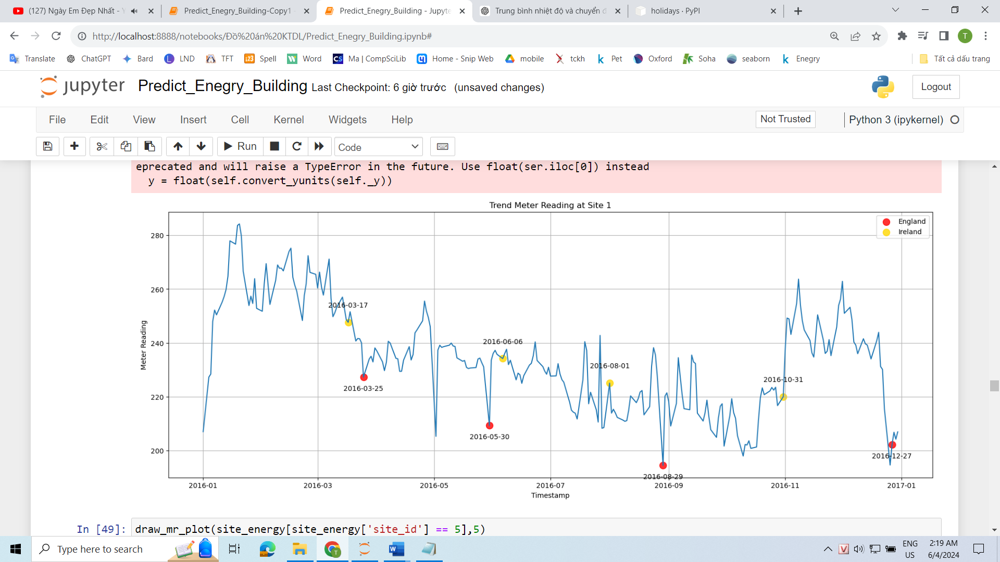 (127) Ngày Em Đẹp Nhất - Y
Predict_Enegry_Building-Copy1 -
Predict_Enegry_Building - Jupyte
Trung bình nhiệt độ và chuyển đ
holidays · PyPI
http://localhost:8888/notebooks/Đồ%20án%20KTDL/Predict_Enegry_Building.ipynb#
T
Translate
ChatGPT
Bard
L LND
TFT
123 Spell
W Word
CS Ma | CompSciLib
Home - Snip Web
mobile
tckh
k Pet
Oxford
Soha
seaborn
k Enegry
Tất cả dấu trang
jupyter Predict_Enegry_Building Last Checkpoint: 6 giờ trước (unsaved changes)
Logout
File Edit View Insert Cell Kernel Widgets Help
Not Trusted
Python 3 (ipykernel)
Run
Code
eprecated and will raise a TypeError in the future. Use float(ser.iloc[0]) instead
y = float(self.convert_yunits(self._y))
Trend Meter Reading at Site 1
England
Ireland
280
260
240
220
200
Meter Reading
2016-03-17
2016-03-25
2016-06-06
2016-05-30
2016-08-01
2016-08-29
2016-10-31
2016-12-27
2016-01 2016-03 2016-05 2016-07 2016-09 2016-11 2017-01
Timestamp
In [49]: draw_mr_plot(site_energy[site_energy['site_id'] == 5],5)
Type here to search
T
W
V
ENG
US
2:19 AM
6/4/2024